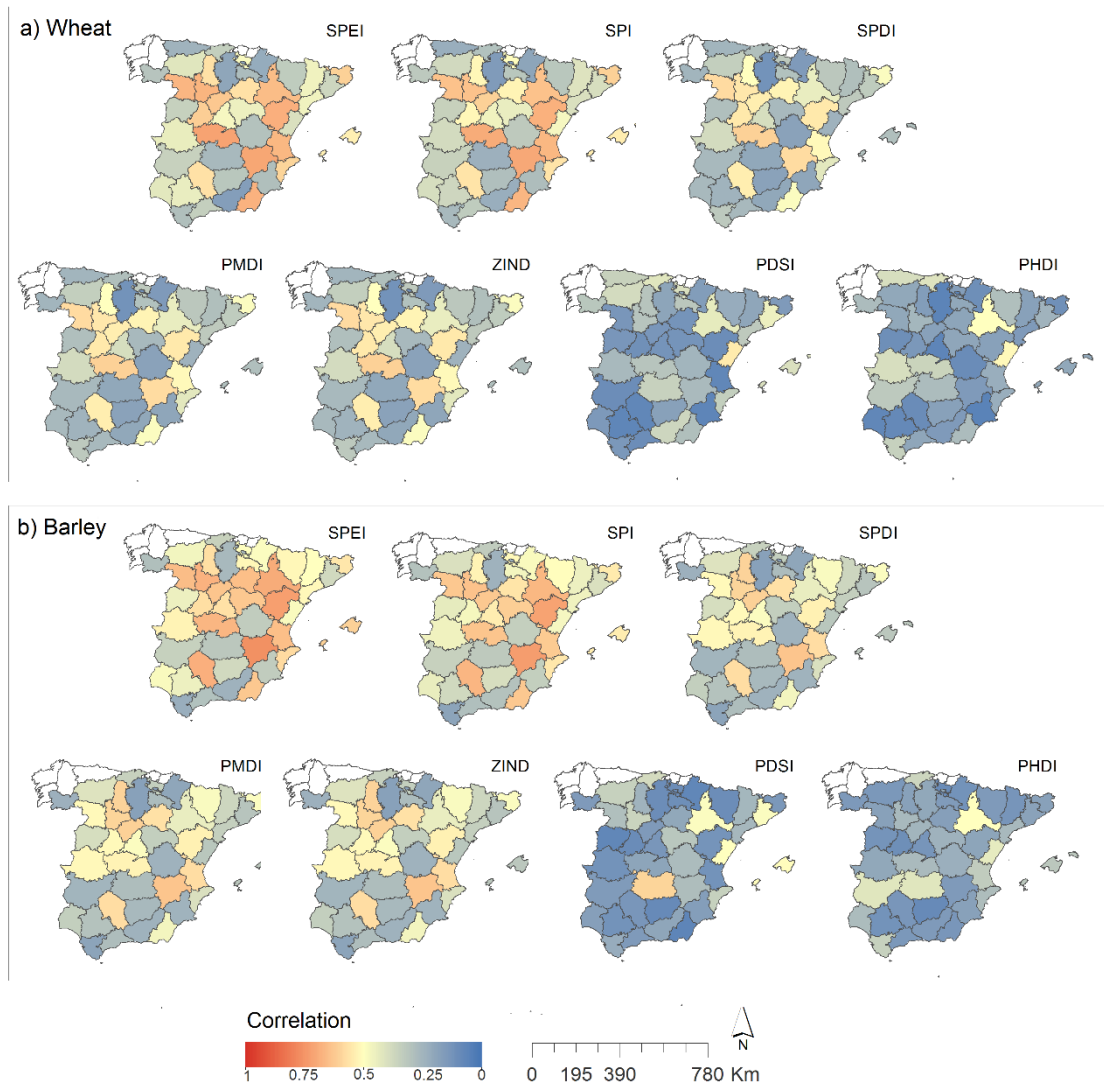 a) Wheat
SPEI
SPI
SPDI
PMDI
ZIND
PDSI
PHDI
b) Barley
SPEI
SPI
SPDI
PMDI
ZIND
PDSI
PHDI
Correlation
1 0.75 0.5 0.25 0
N
0 195 390 780 Km